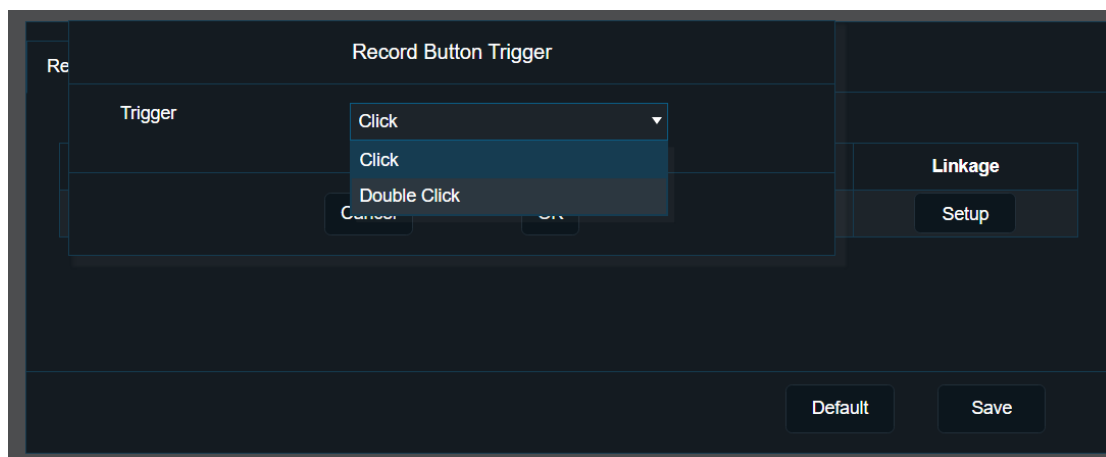 Record Button Trigger
Re
Trigger
Click
Click
Linkage
Double Click
Setup
Default
Save